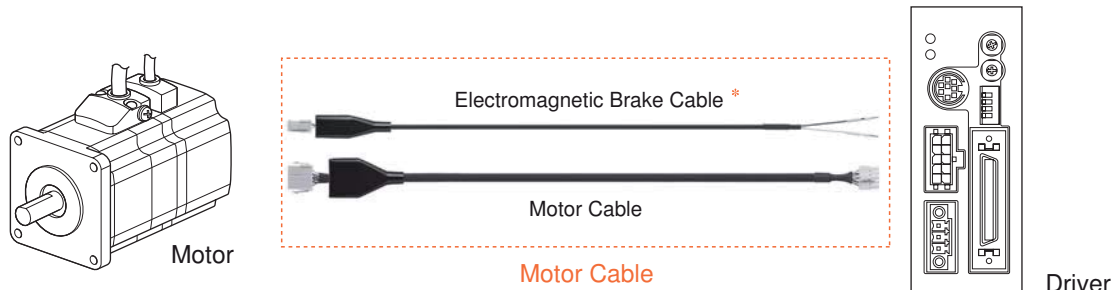 Electromagnetic Brake Cable *
Motor Cable
Motor
Motor Cable
Driver